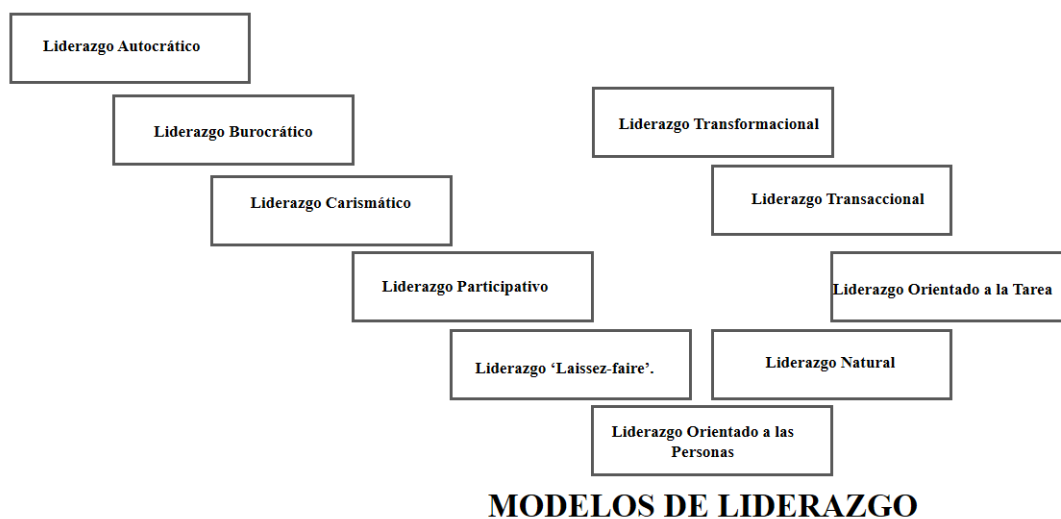 Liderazgo Autocrático
Liderazgo Burocrático
Liderazgo Transformacional
Liderazgo Carismático
Liderazgo Transaccional
Liderazgo Participativo
Liderazgo Orientado a la Tarea
Liderazgo ‘Laissez-faire’.
Liderazgo Natural
Liderazgo Orientado a las
Personas
MODELOS DE LIDERAZGO